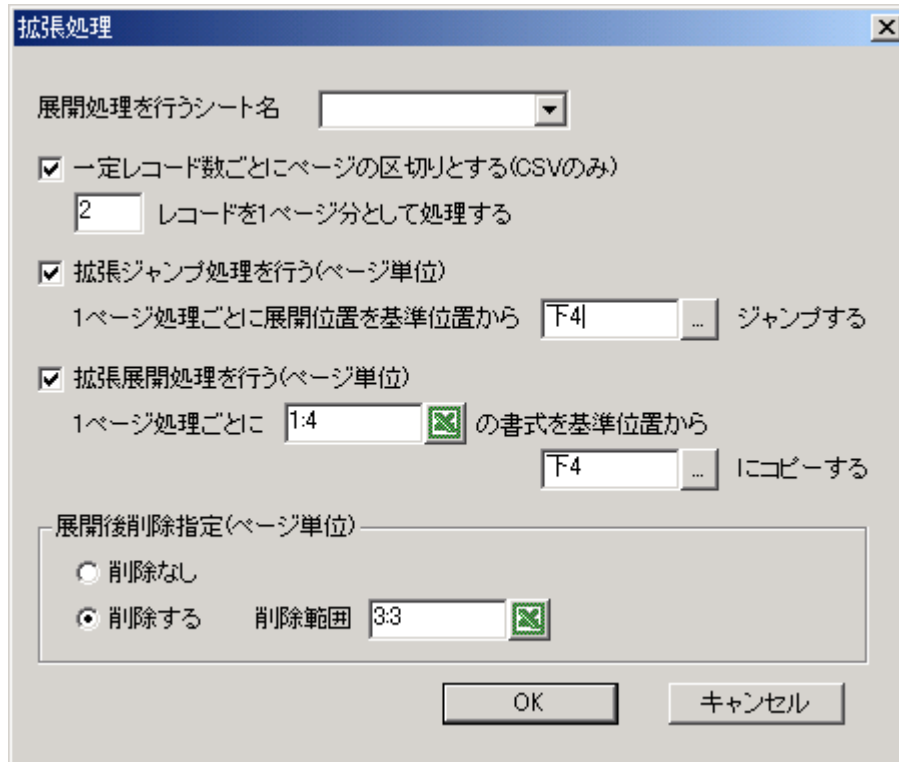 拡張処理
展開処理を行うシート名
一定レコード数ごとにページの区切りとする(CSVのみ)
2 レコードを1ページ分として処理する
拡張ジャンプ処理を行う(ページ単位)
1ページ処理ごとに展開位置を基準位置から 下4 ... ジャンプする
拡張展開処理を行う(ページ単位)
1ページ処理ごとに 1:4 の書式を基準位置から
下4 ... にコピーする
展開後削除指定(ページ単位)
削除なし
削除する 削除範囲 3:3
OK キャンセル